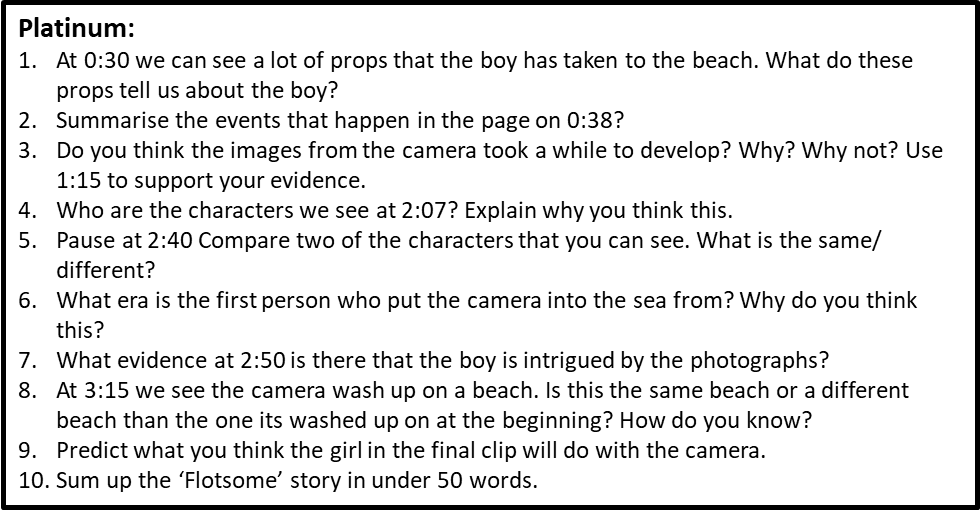 Platinum:
1. At 0:30 we can see a lot of props that the boy has taken to the beach. What do these
props tell us about the boy?
2. Summarise the events that happen in the page on 0:38?
3. Do you think the images from the camera took a while to develop? Why? Why not? Use
1:15 to support your evidence.
4. Who are the characters we see at 2:07? Explain why you think this.
5. Pause at 2:40 Compare two of the characters that you can see. What is the same/
different?
6. What era is the first person who put the camera into the sea from? Why do you think
this?
7. What evidence at 2:50 is there that the boy is intrigued by the photographs?
8. At 3:15 we see the camera wash up on a beach. Is this the same beach or a different
beach than the one its washed up on at the beginning? How do you know?
9. Predict what you think the girl in the final clip will do with the camera.
10. Sum up the ‘Flotsome’ story in under 50 words.